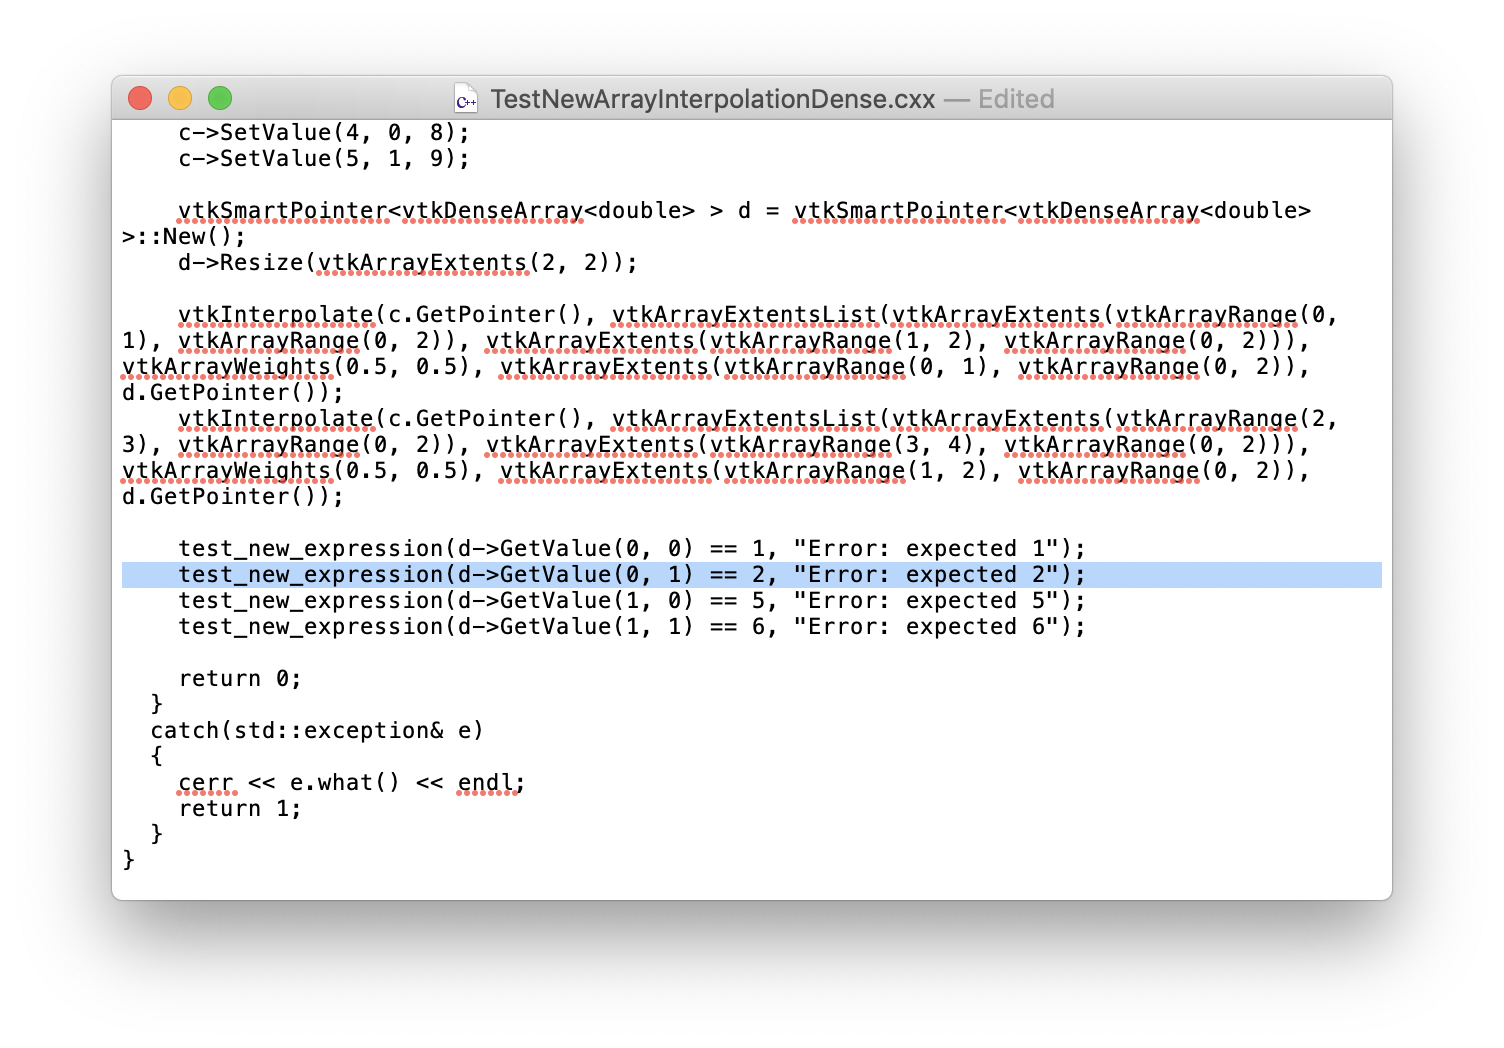 TestNewArrayInterpolationDense.cxx — Edited
    c->SetValue(4, 0, 8);
    c->SetValue(5, 1, 9);

    vtkSmartPointer<vtkDenseArray<double> > d = vtkSmartPointer<vtkDenseArray<double>
>::New();
    d->Resize(vtkArrayExtents(2, 2));

    vtkInterpolate(c.GetPointer(), vtkArrayExtentsList(vtkArrayExtents(vtkArrayRange(0,
1), vtkArrayRange(0, 2)), vtkArrayExtents(vtkArrayRange(1, 2), vtkArrayRange(0, 2))),
vtkArrayWeights(0.5, 0.5), vtkArrayExtents(vtkArrayRange(0, 1), vtkArrayRange(0, 2)),
d.GetPointer());
    vtkInterpolate(c.GetPointer(), vtkArrayExtentsList(vtkArrayExtents(vtkArrayRange(2,
3), vtkArrayRange(0, 2)), vtkArrayExtents(vtkArrayRange(3, 4), vtkArrayRange(0, 2))),
vtkArrayWeights(0.5, 0.5), vtkArrayExtents(vtkArrayRange(1, 2), vtkArrayRange(0, 2)),
d.GetPointer());

    test_new_expression(d->GetValue(0, 0) == 1, "Error: expected 1");
    test_new_expression(d->GetValue(0, 1) == 2, "Error: expected 2");
    test_new_expression(d->GetValue(1, 0) == 5, "Error: expected 5");
    test_new_expression(d->GetValue(1, 1) == 6, "Error: expected 6");

    return 0;
  }
  catch(std::exception& e)
  {
    cerr << e.what() << endl;
    return 1;
  }
}